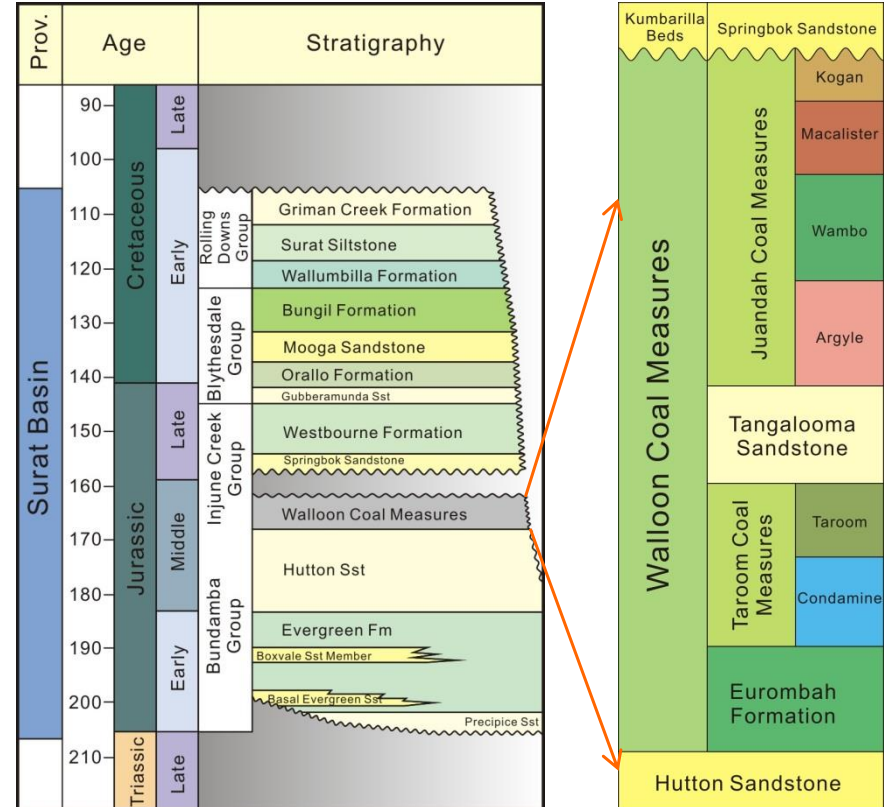 Prov.
Age
Stratigraphy
Surat Basin
90
100
110
120
130
140
150
160
170
180
190
200
210
Cretaceous
Jurassic
Triassic
Late
Early
Late
Middle
Early
Late
Rolling
Downs
Group
Blythesdale
Group
Injune Creek
Group
Bundamba
Group
Griman Creek Formation
Surat Siltstone
Wallumbilla Formation
Bungil Formation
Mooga Sandstone
Orallo Formation
Gubberamunda Sst
Westbourne Formation
Springbok Sandstone
Walloon Coal Measures
Hutton Sst
Evergreen Fm
Boxvale Sst Member
Basal Evergreen Sst
Precipice Sst
Kumbarilla
Beds
Springbok Sandstone
Walloon Coal Measures
Juandah Coal Measures
Kogan
Macalister
Wambo
Argyle
Tangalooma
Sandstone
Taroom Coal
Measures
Taroom
Condamine
Eurombah
Formation
Hutton Sandstone